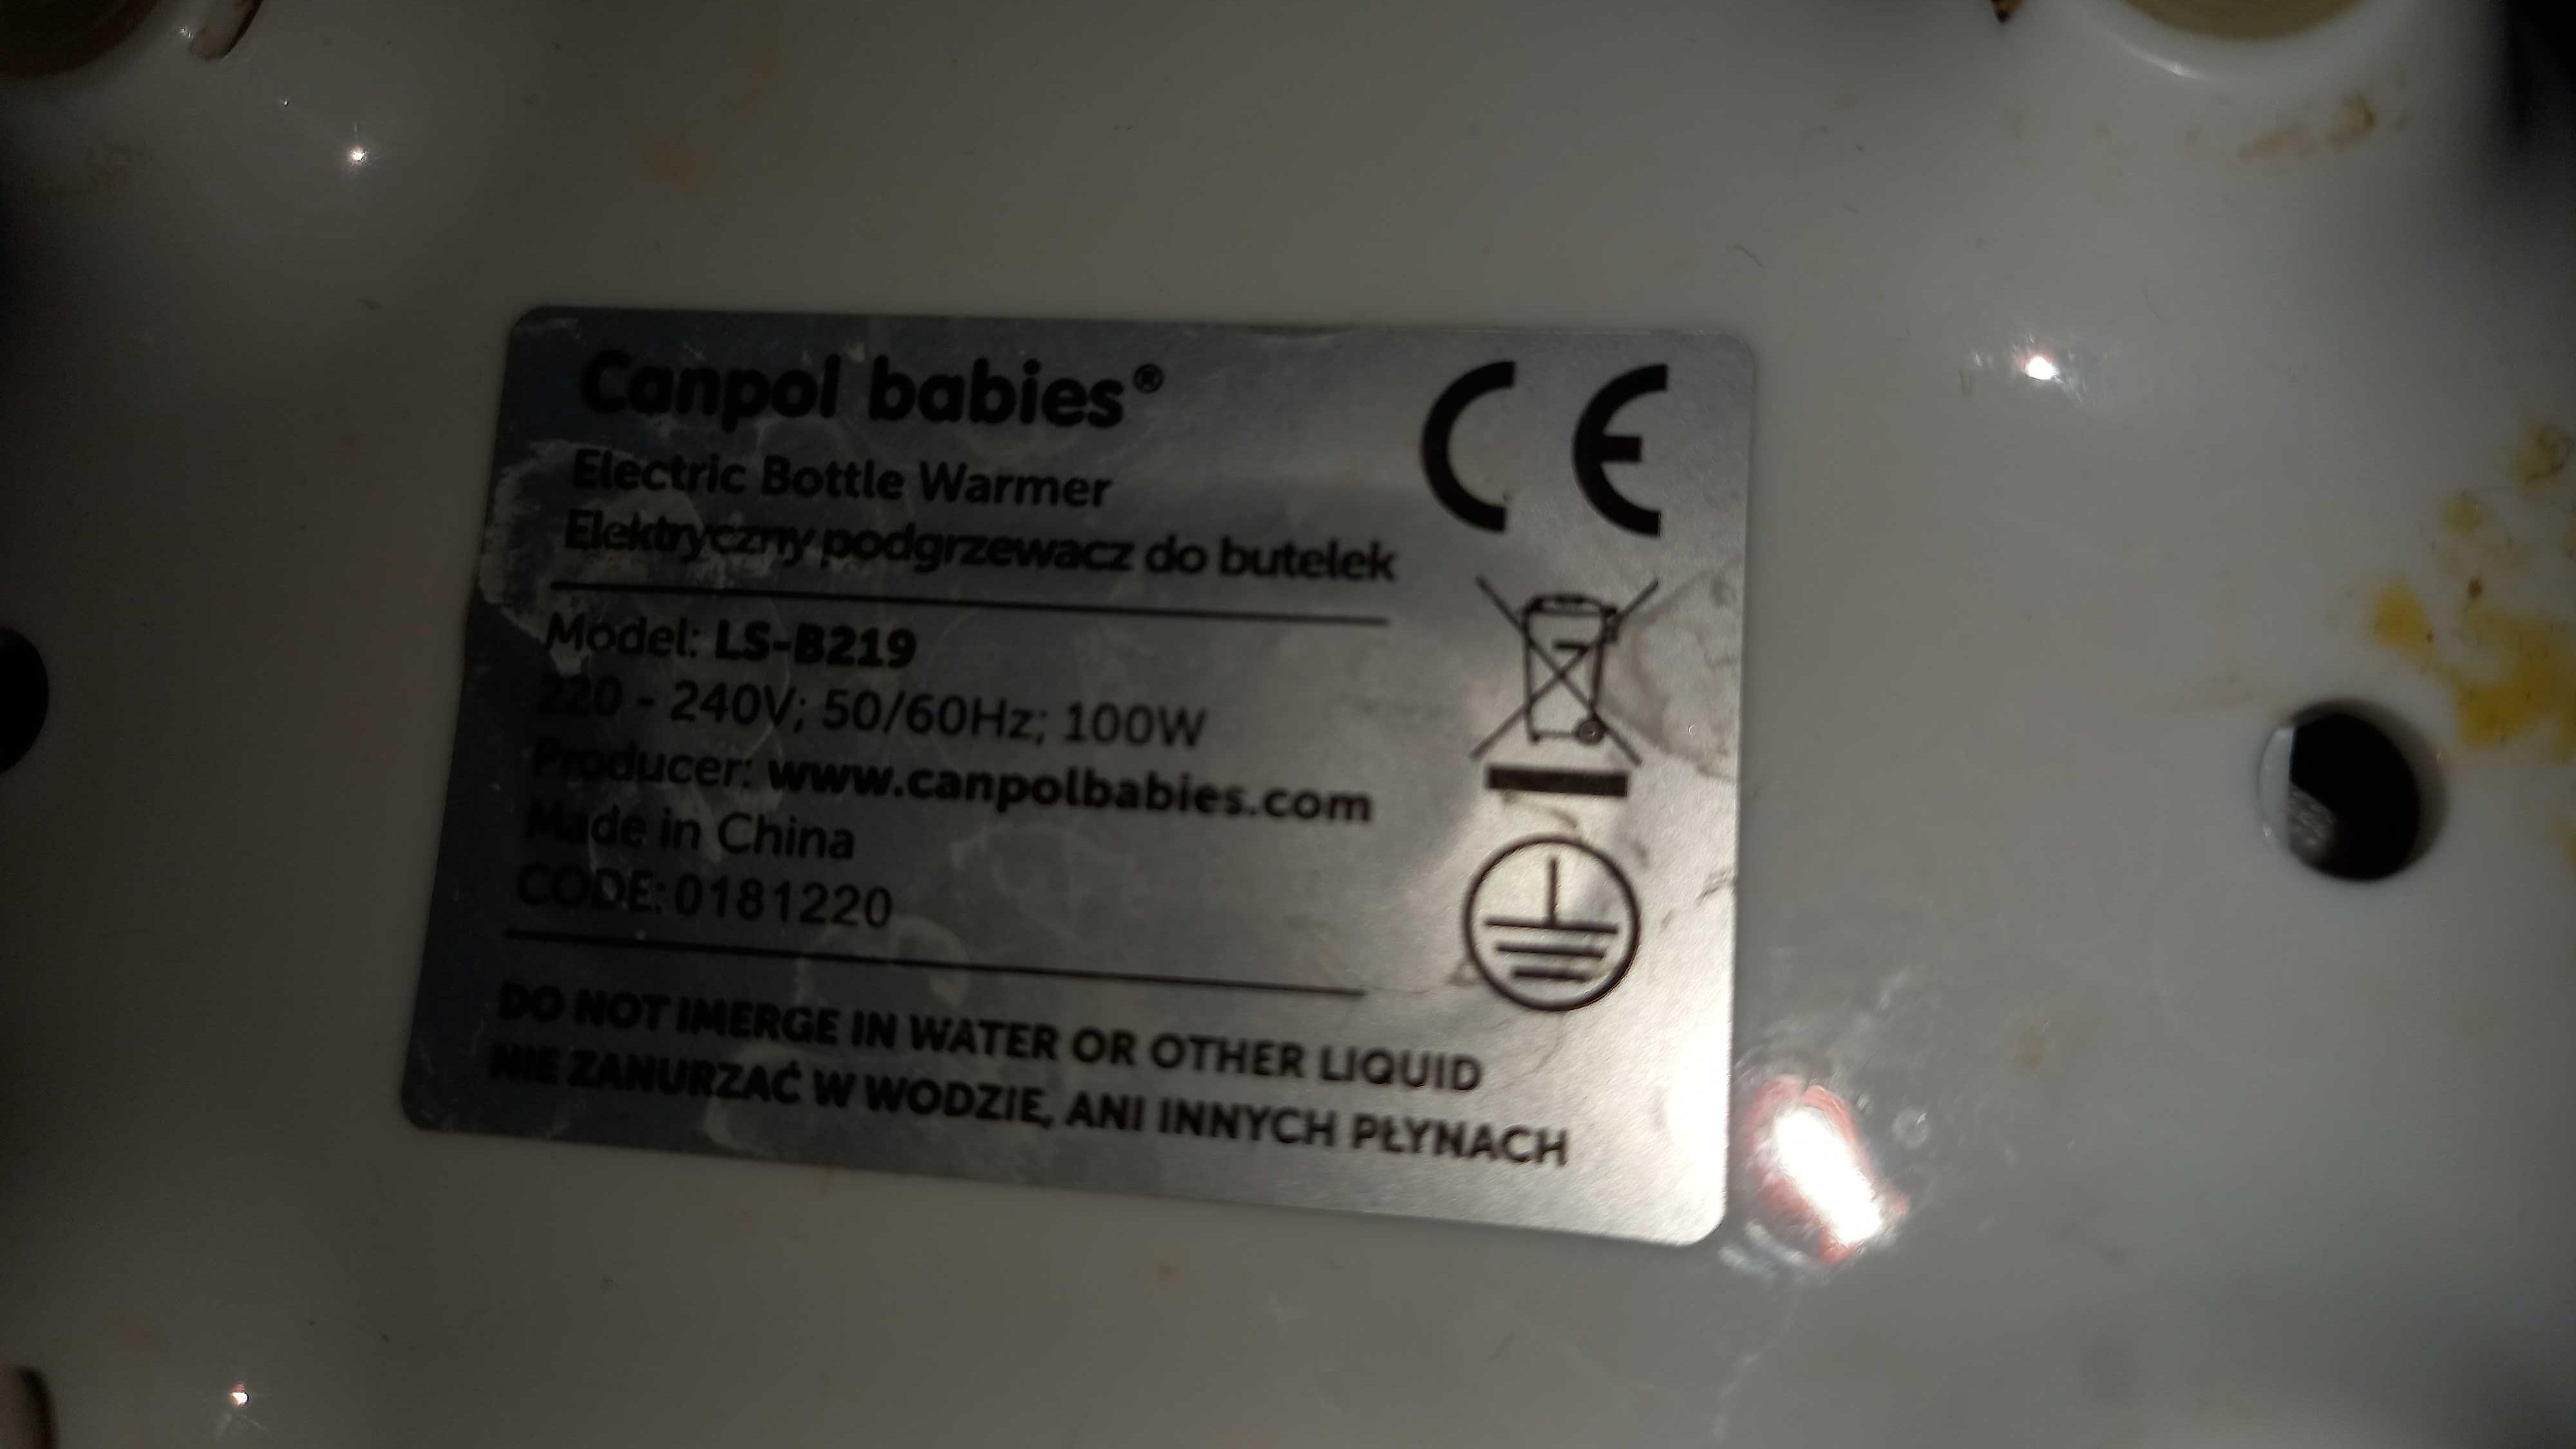 Canpol babies®
Electric Bottle Warmer
Elektryczny podgrzewacz do butelek
Model: LS-B219
220 - 240V; 50/60Hz; 100W
Producer: www.canpolbabies.com
Made in China
CODE: 0181220
DO NOT IMERGE IN WATER OR OTHER LIQUID
NIE ZANURZAĆ W WODZIE, ANI INNYCH PŁYNACH
CE